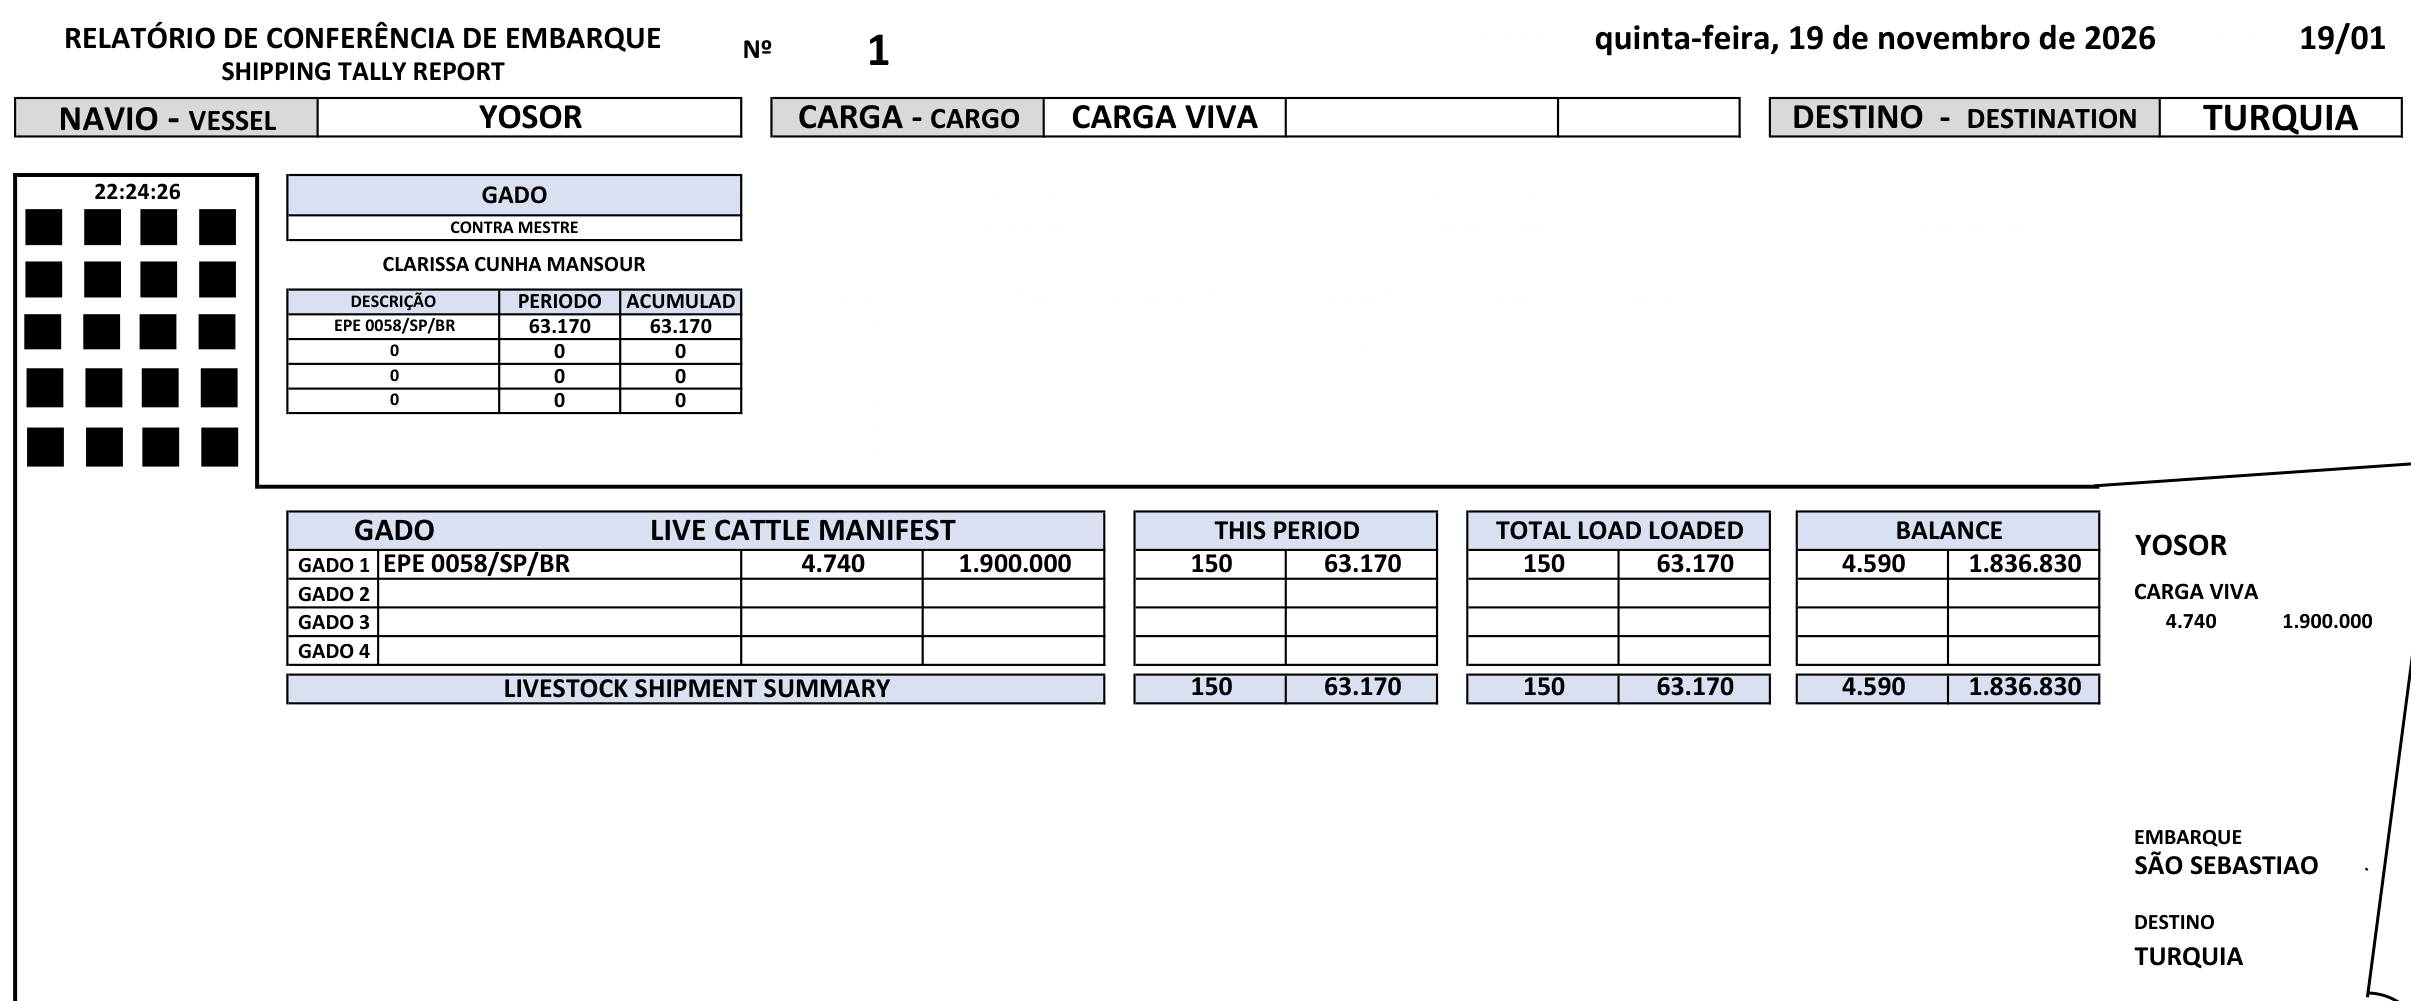 RELATÓRIO DE CONFERÊNCIA DE EMBARQUE
SHIPPING TALLY REPORT
Nº 1
quinta-feira, 19 de novembro de 2026 19/01
NAVIO - VESSEL YOSOR CARGA - CARGO CARGA VIVA DESTINO - DESTINATION TURQUIA
22:24:26
GADO
CONTRA MESTRE
CLARISSA CUNHA MANSOUR
DESCRIÇÃO PERIODO ACUMULAD
EPE 0058/SP/BR 63.170 63.170
0 0 0
0 0 0
0 0 0
GADO LIVE CATTLE MANIFEST THIS PERIOD TOTAL LOAD LOADED BALANCE
GADO 1 EPE 0058/SP/BR 4.740 1.900.000 150 63.170 150 63.170 4.590 1.836.830
GADO 2
GADO 3
GADO 4
LIVESTOCK SHIPMENT SUMMARY 150 63.170 150 63.170 4.590 1.836.830
YOSOR
CARGA VIVA
4.740 1.900.000
EMBARQUE
SÃO SEBASTIAO
DESTINO
TURQUIA